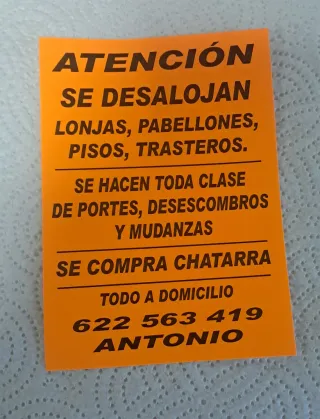 ATENCIÓN
SE DESALOJAN
LONJAS, PABELLONES,
PISOS, TRASTEROS.
SE HACEN TODA CLASE
DE PORTES, DESESCOMBROS
Y MUDANZAS
SE COMPRA CHATARRA
TODO A DOMICILIO
622 563 419
ANTONIO